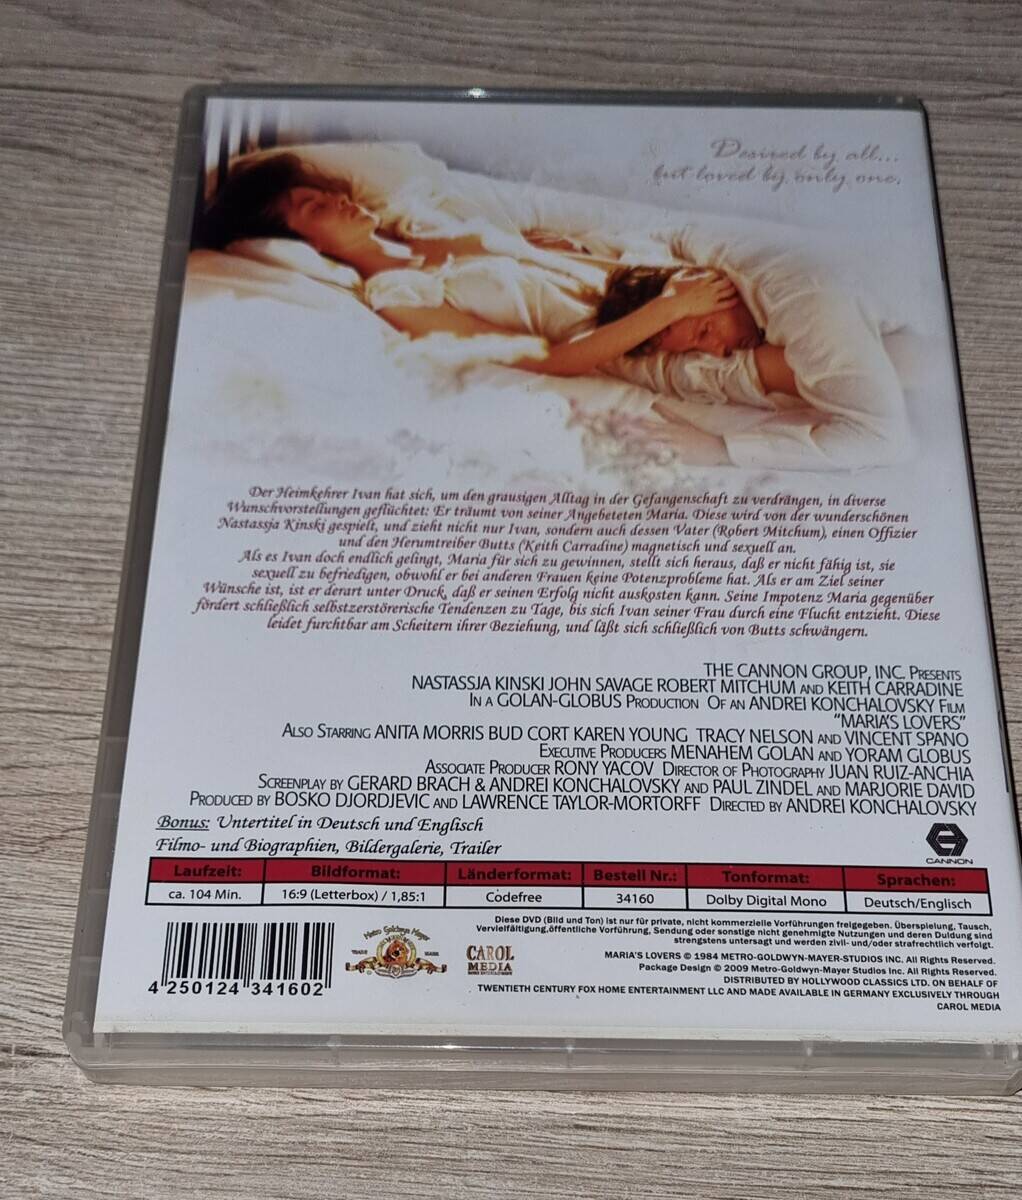 Desired by all...
but loved by only one.
Der Heimkehrer Ivan hat sich, um den grausigen Alltag in der Gefangenschaft zu verdrängen, in diverse
Wunschvorstellungen geflüchtet: Er träumt von seiner Angebeteten Maria. Diese wird von der wunderschönen
Nastassja Kinski gespielt, und zieht nicht nur Ivan, sondern auch dessen Vater (Robert Mitchum), einen Offizier
und den Herumtreiber Butts (Keith Carradine) magnetisch und sexuell an.
Als es Ivan doch endlich gelingt, Maria für sich zu gewinnen, stellt sich heraus, daß er nicht fähig ist, sie
sexuell zu befriedigen, obwohl er bei anderen Frauen keine Potenzprobleme hat. Als er am Ziel seiner
Wünsche ist, ist er derart unter Druck, daß er seinen Erfolg nicht auskosten kann. Seine Impotenz Maria gegenüber
fördert schließlich selbstzerstörerische Tendenzen zu Tage, bis sich Ivan seiner Frau durch eine Flucht entzieht. Diese
leidet furchtbar am Scheitern ihrer Beziehung, und läßt sich schließlich von Butts schwängern.
THE CANNON GROUP, INC. PRESENTS
NASTASSJA KINSKI JOHN SAVAGE ROBERT MITCHUM AND KEITH CARRADINE
IN A GOLAN-GLOBUS PRODUCTION OF AN ANDREI KONCHALOVSKY FILM
"MARIA'S LOVERS"
ALSO STARRING ANITA MORRIS BUD CORT KAREN YOUNG TRACY NELSON AND VINCENT SPANO
EXECUTIVE PRODUCERS MENAHEM GOLAN AND YORAM GLOBUS
ASSOCIATE PRODUCER RONY YACOV DIRECTOR OF PHOTOGRAPHY JUAN RUIZ-ANCHIA
SCREENPLAY BY GERARD BRACH & ANDREI KONCHALOVSKY AND PAUL ZINDEL AND MARJORIE DAVID
PRODUCED BY BOSKO DJORDJEVIC AND LAWRENCE TAYLOR-MORTORFF DIRECTED BY ANDREI KONCHALOVSKY
Bonus: Untertitel in Deutsch und Englisch
Filmo- und Biographien, Bildergalerie, Trailer
CANNON
Laufzeit: Bildformat: Länderformat: Bestell Nr.: Tonformat: Sprachen:
ca. 104 Min. 16:9 (Letterbox) / 1,85:1 Codefree 34160 Dolby Digital Mono Deutsch/Englisch
Diese DVD (Bild und Ton) ist nur für private, nicht kommerzielle Vorführungen freigegeben. Überspielung, Tausch,
Vervielfältigung,öffentliche Vorführung, Sendung oder sonstige nicht genehmigte Nutzungen und deren Duldung sind
strengstens untersagt und werden zivil- und/oder strafrechtlich verfolgt.
MARIA'S LOVERS © 1984 METRO-GOLDWYN-MAYER-STUDIOS INC. All Rights Reserved.
Package Design © 2009 Metro-Goldwyn-Mayer Studios Inc. All Rights Reserved.
DISTRIBUTED BY HOLLYWOOD CLASSICS LTD. ON BEHALF OF
TWENTIETH CENTURY FOX HOME ENTERTAINMENT LLC AND MADE AVAILABLE IN GERMANY EXCLUSIVELY THROUGH
CAROL MEDIA
4 250124 341602
Metro Goldwyn Mayer
TRADE MARK
CAROL
MEDIA